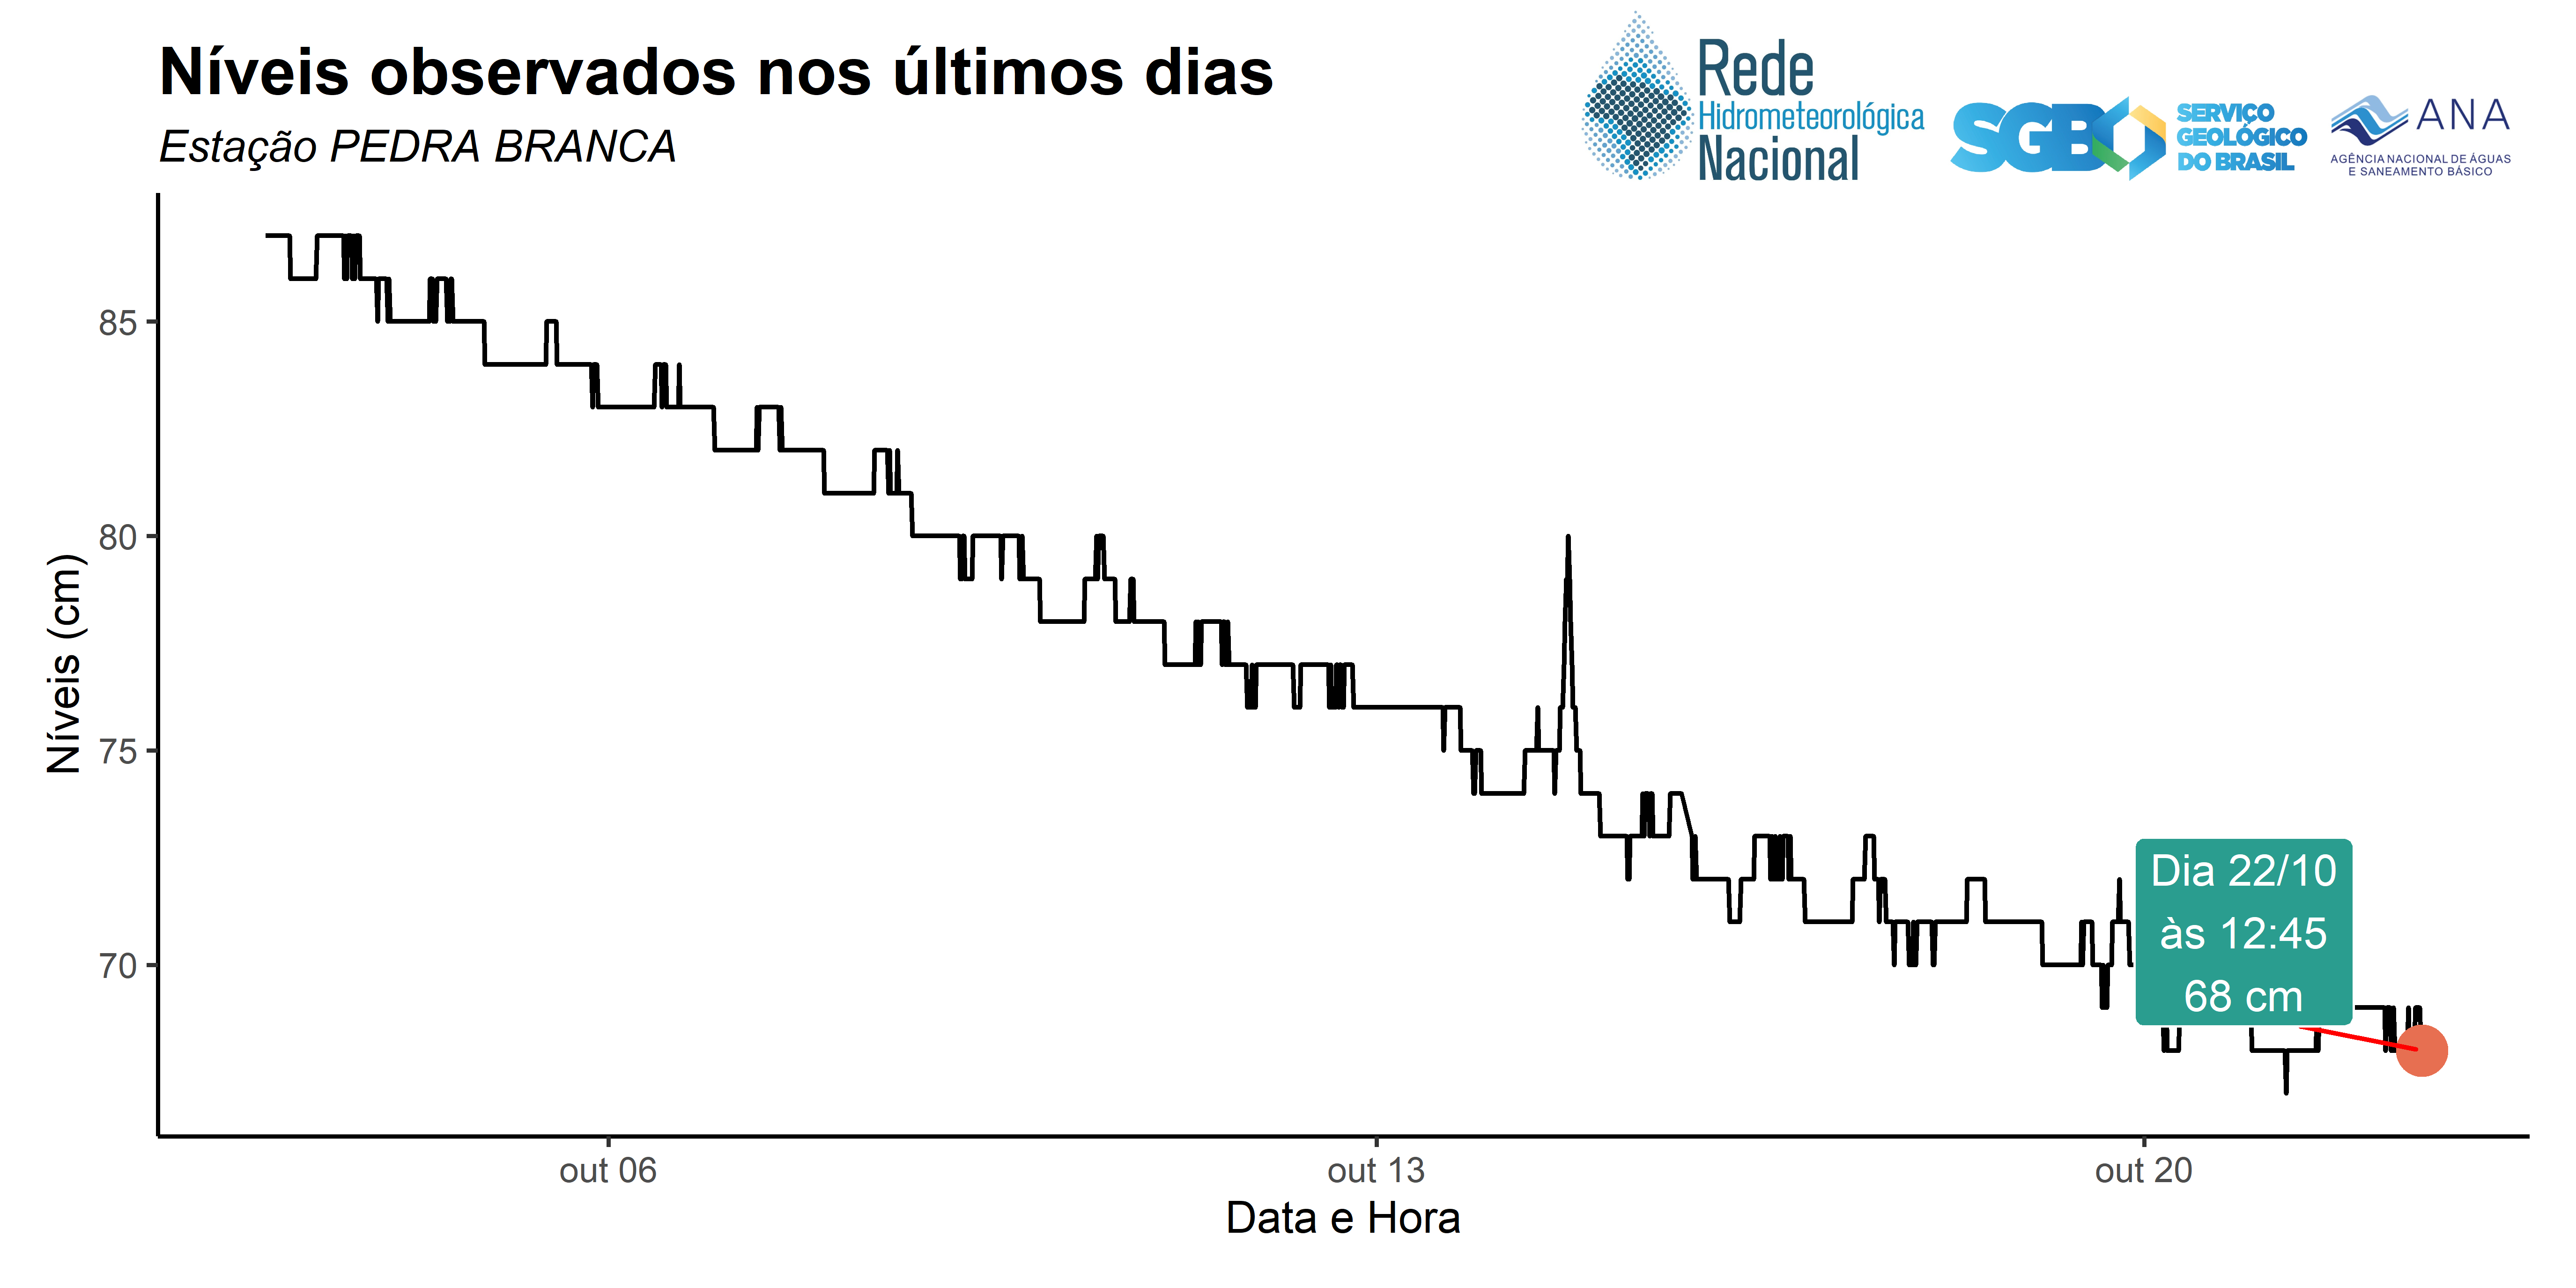 Níveis observados nos últimos dias
Estação PEDRA BRANCA
Rede
Hidrometeorológica
Nacional
SGB
SERVIÇO
GEOLÓGICO
DO BRASIL
ANA
AGÊNCIA NACIONAL DE ÁGUAS
E SANEAMENTO BÁSICO
Níveis (cm)
85
80
75
70
Dia 22/10
às 12:45
68 cm
out 06
out 13
out 20
Data e Hora